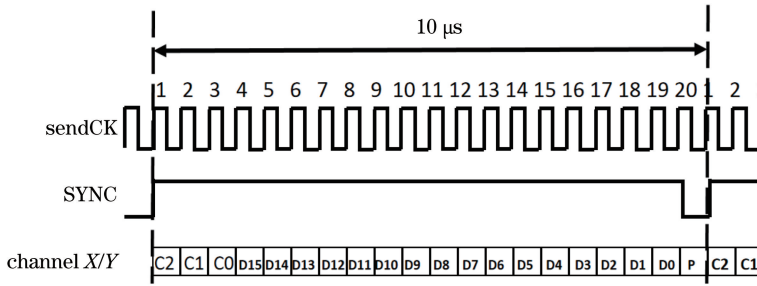 10 μs
1 2 3 4 5 6 7 8 9 10 11 12 13 14 15 16 17 18 19 20 1 2
sendCK
SYNC
channel X/Y C2 C1 C0 D15 D14 D13 D12 D11 D10 D9 D8 D7 D6 D5 D4 D3 D2 D1 D0 P C2 C1